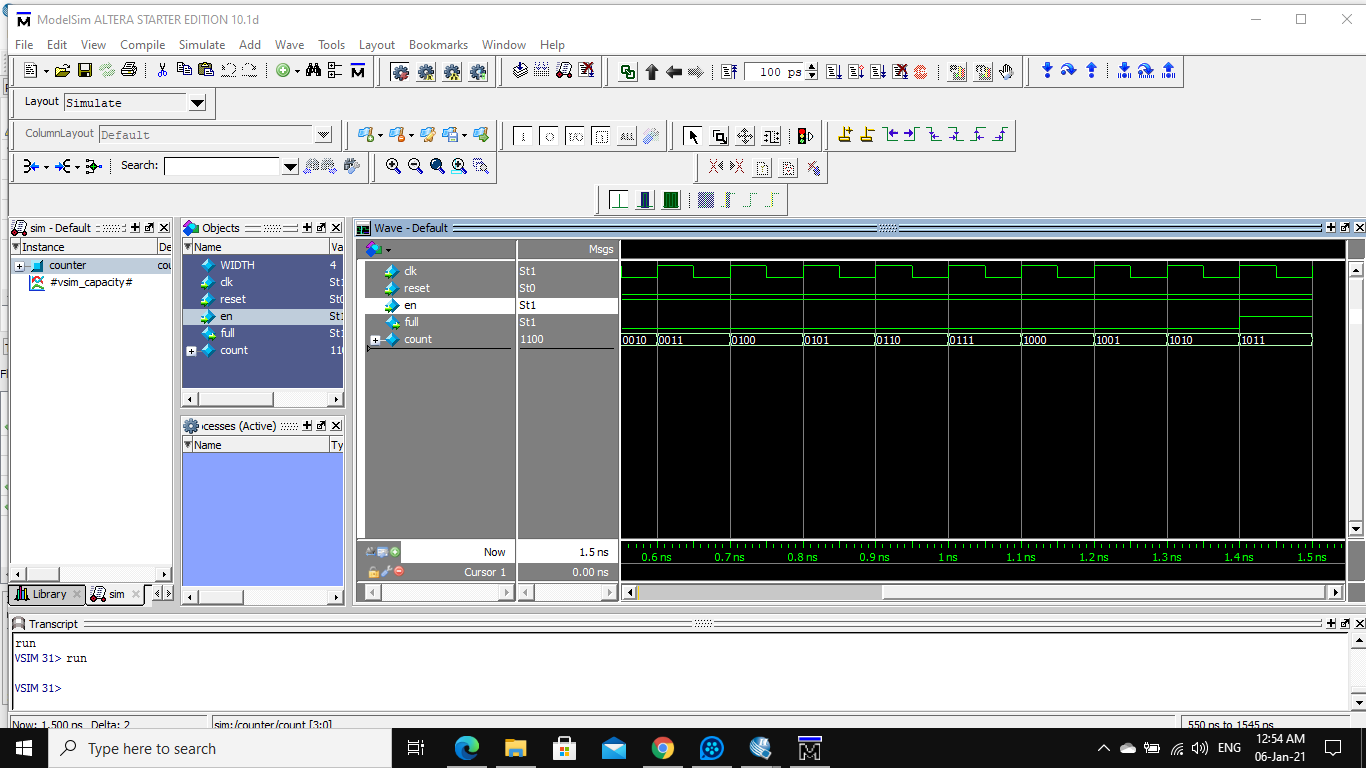 ModelSim ALTERA STARTER EDITION 10.1d
File Edit View Compile Simulate Add Wave Tools Layout Bookmarks Window Help
100 ps
Layout Simulate
ColumnLayout Default
ALL
Search:
sim - Default
Instance De
counter cou
#vsim_capacity#
Library sim
Objects
Name Va
WIDTH 4
clk St1
reset St0
en St1
full St1
count 110
cesses (Active)
Name Ty
Wave - Default
Msgs
clk St1
reset St0
en St1
full St1
count 1100
0010 0011 0100 0101 0110 0111 1000 1001 1010 1011
Now 1.5 ns
Cursor 1 0.00 ns
0.6 ns 0.7 ns 0.8 ns 0.9 ns 1 ns 1.1 ns 1.2 ns 1.3 ns 1.4 ns 1.5 ns
Transcript
run
VSIM 31> run
VSIM 31>
Now: 1,500 ps Delta: 2 sim:/counter/count [3:0] 550 ps to 1545 ps
Type here to search
ENG
12:54 AM
06-Jan-21